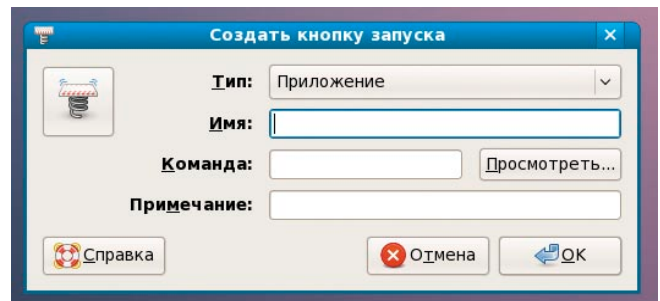 Создать кнопку запуска
Тип: Приложение
Имя:
Команда: Просмотреть...
Примечание:
Справка Отмена OK